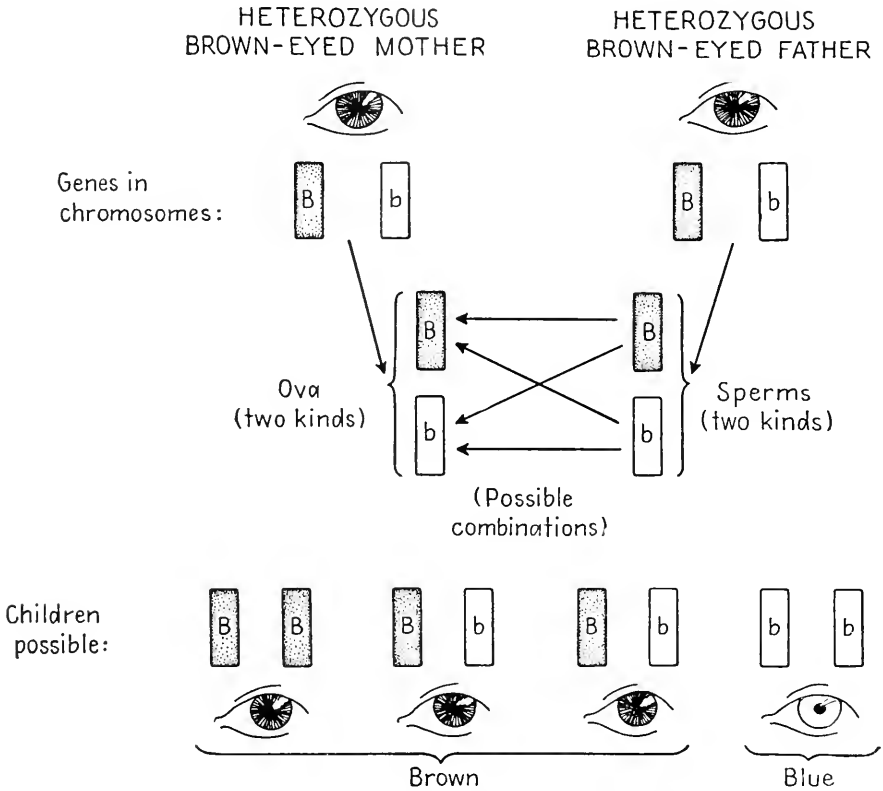 HETEROZYGOUS
BROWN-EYED MOTHER
HETEROZYGOUS
BROWN-EYED FATHER
Genes in
chromosomes:
B b
B b
B
B
Ova
(two kinds)
Sperms
(two kinds)
b
b
(Possible
combinations)
Children
possible:
B B B b B b b b
Brown
Blue